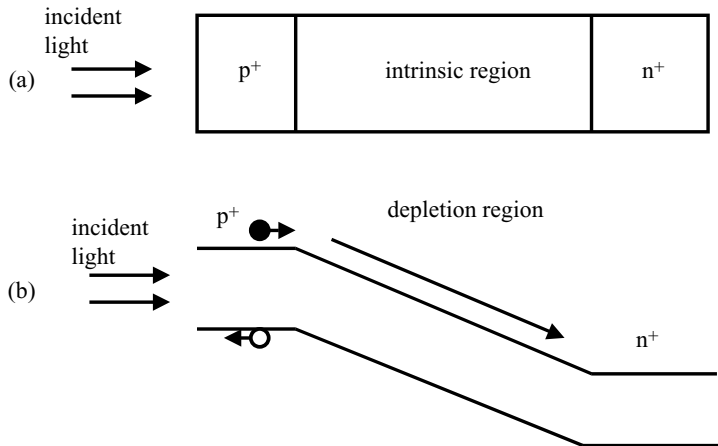 incident
light
(a)
p+
intrinsic region
n+
incident
light
p+
depletion region
(b)
n+